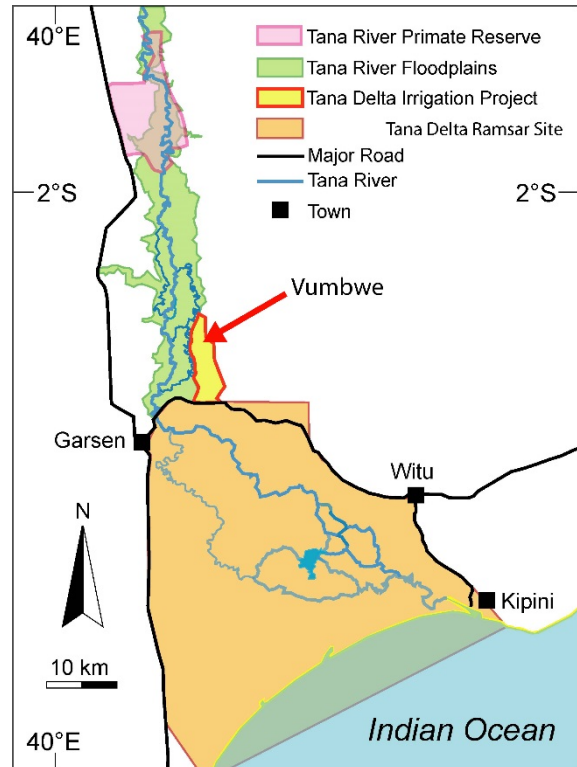 40°E
Tana River Primate Reserve
Tana River Floodplains
Tana Delta Irrigation Project
Tana Delta Ramsar Site
Major Road
Tana River
Town
2°S
2°S
Vumbwe
Garsen
Witu
N
Kipini
10 km
Indian Ocean
40°E